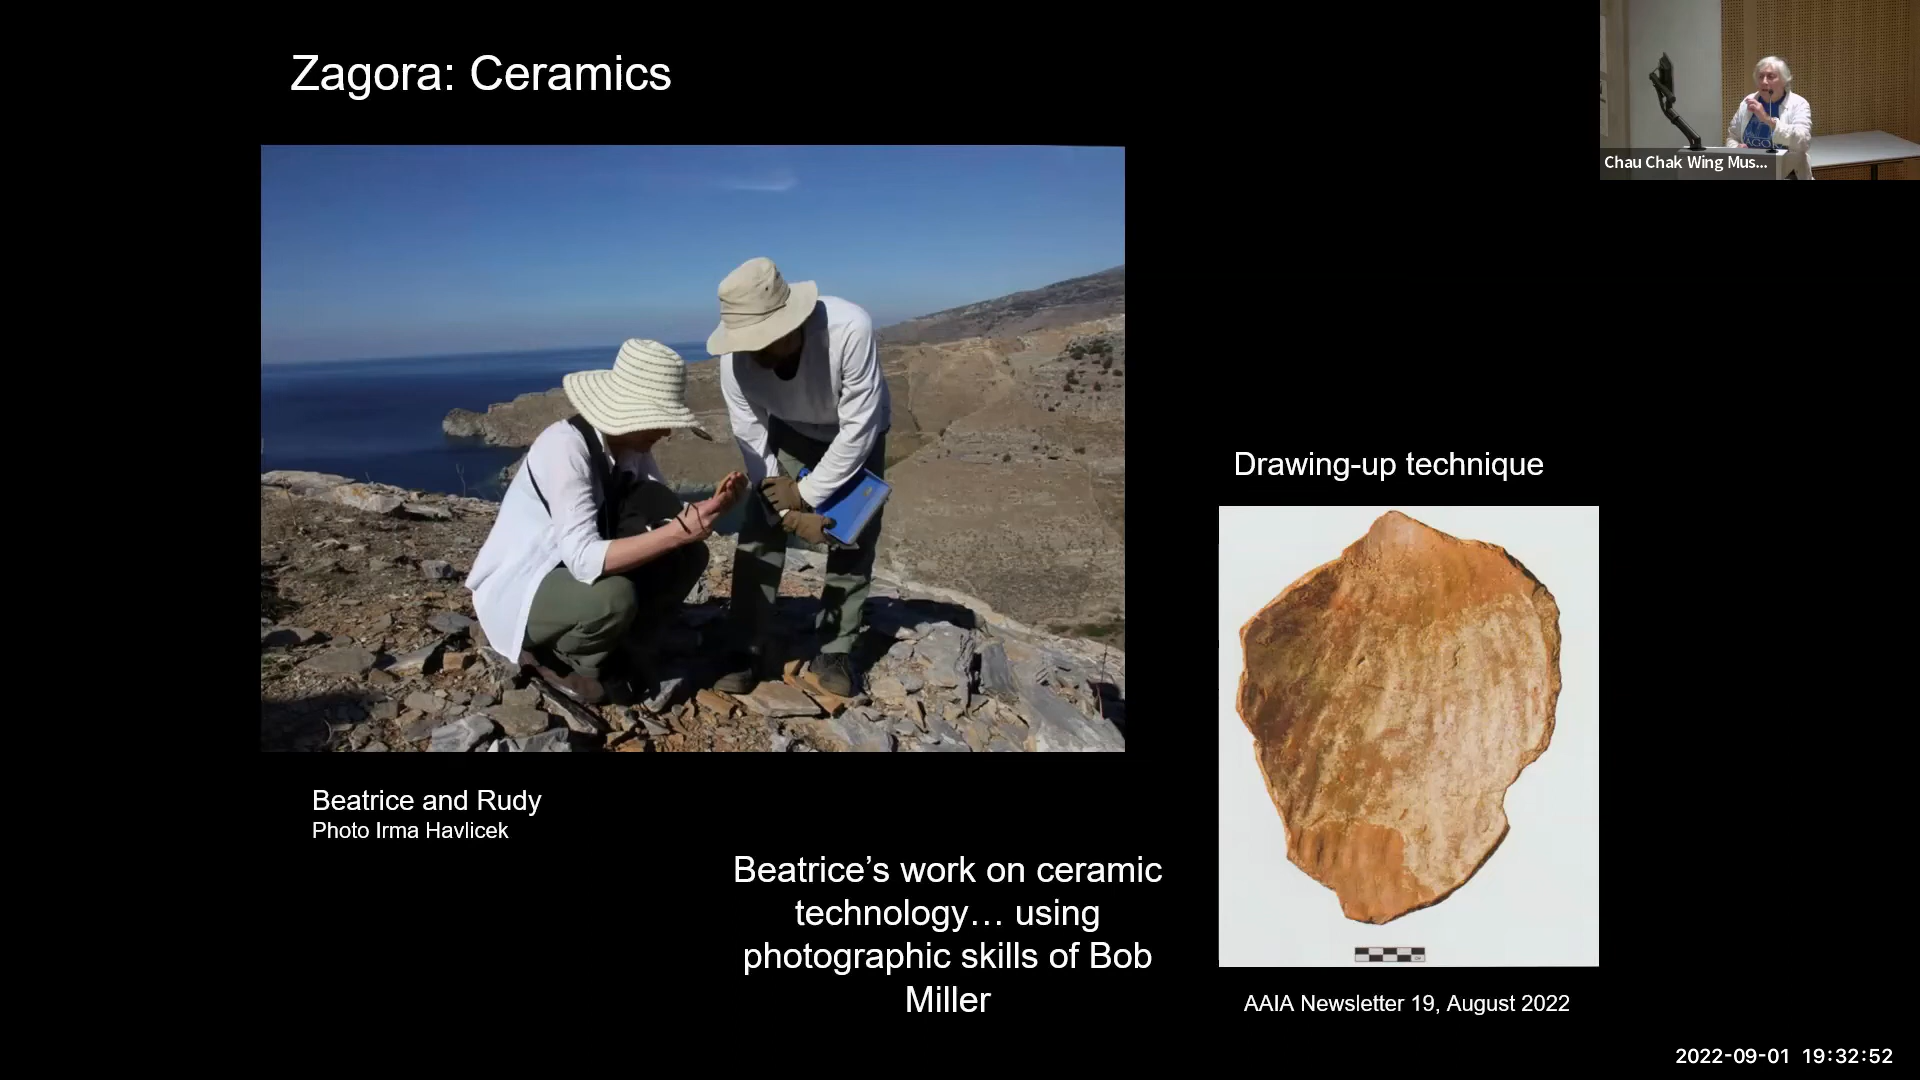 Zagora: Ceramics
Chau Chak Wing Mus...
Drawing-up technique
Beatrice and Rudy
Photo Irma Havlicek
Beatrice’s work on ceramic
technology… using
photographic skills of Bob
Miller
AAIA Newsletter 19, August 2022
2022-09-01 19:32:52